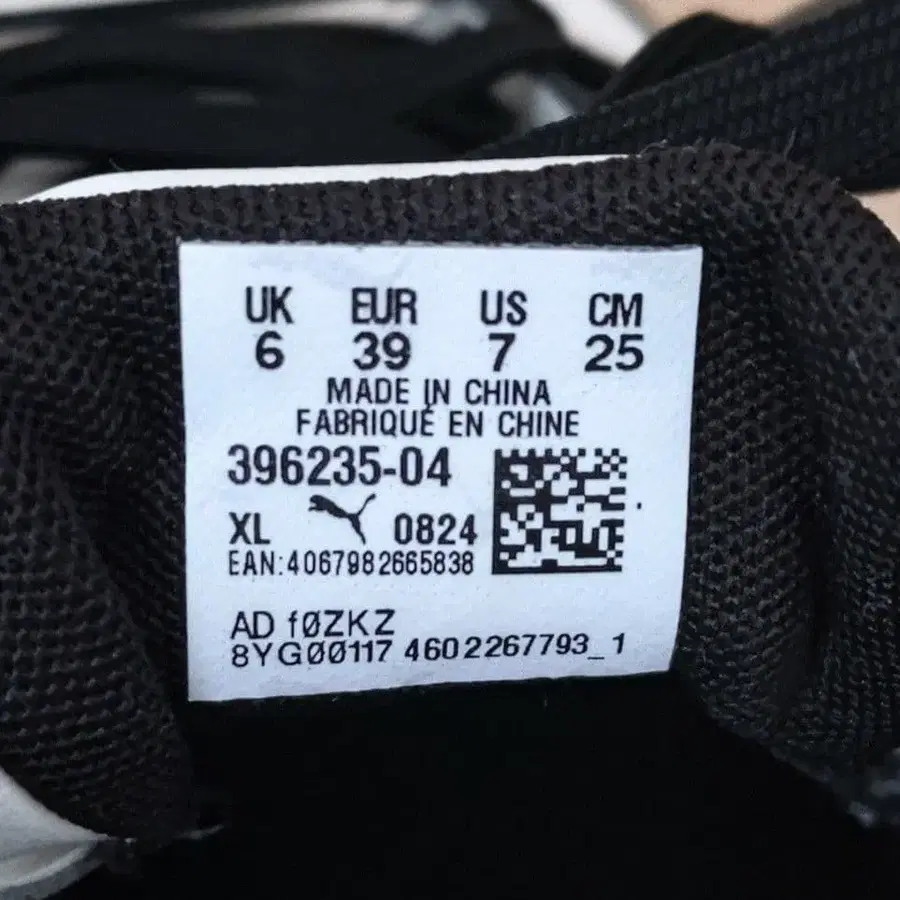 UK EUR US CM
6 39 7 25
MADE IN CHINA
FABRIQUÉ EN CHINE
396235-04
XL 0824
EAN:4067982665838
AD f0ZKZ
8YG00117 4602267793_1